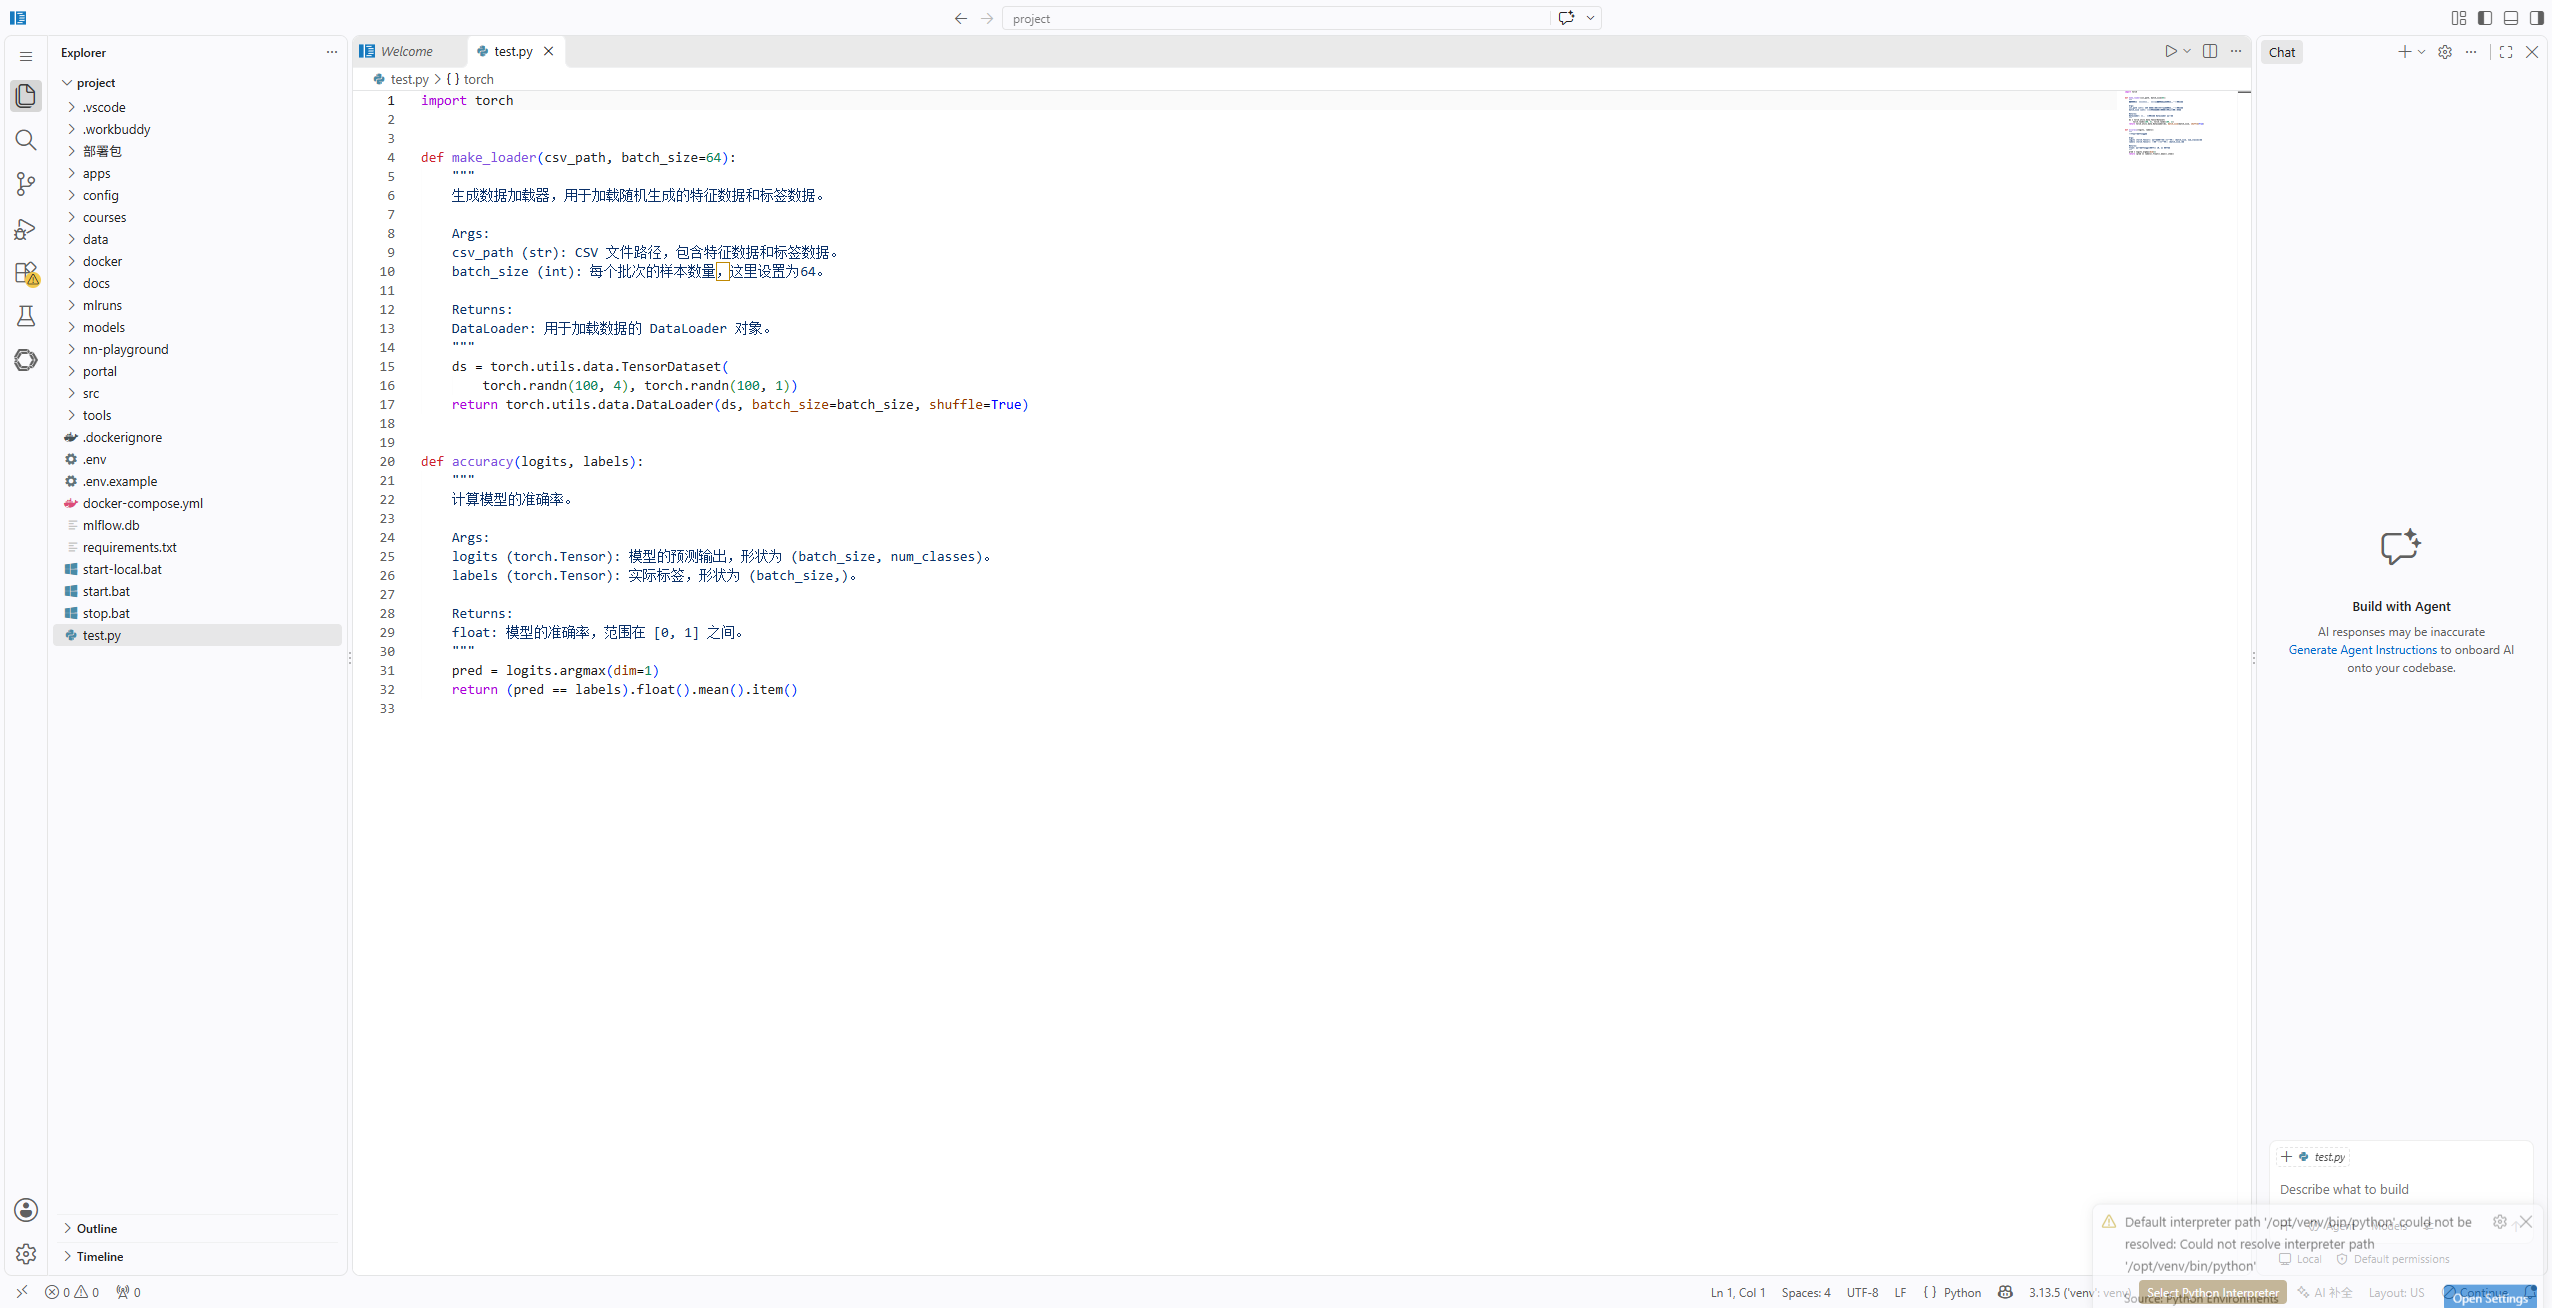 project
Explorer
project
.vscode
.workbuddy
部署包
apps
config
courses
data
docker
docs
mlruns
models
nn-playground
portal
src
tools
.dockerignore
.env
.env.example
docker-compose.yml
mlflow.db
requirements.txt
start-local.bat
start.bat
stop.bat
test.py
Outline
Timeline
Welcome
test.py
test.py > { } torch
1 import torch
2
3
4 def make_loader(csv_path, batch_size=64):
5 """
6 生成数据加载器，用于加载随机生成的特征数据和标签数据。
7
8 Args:
9 csv_path (str): CSV 文件路径，包含特征数据和标签数据。
10 batch_size (int): 每个批次的样本数量，这里设置为64。
11
12 Returns:
13 DataLoader: 用于加载数据的 DataLoader 对象。
14 """
15 ds = torch.utils.data.TensorDataset(
16 torch.randn(100, 4), torch.randn(100, 1))
17 return torch.utils.data.DataLoader(ds, batch_size=batch_size, shuffle=True)
18
19
20 def accuracy(logits, labels):
21 """
22 计算模型的准确率。
23
24 Args:
25 logits (torch.Tensor): 模型的预测输出，形状为 (batch_size, num_classes)。
26 labels (torch.Tensor): 实际标签，形状为 (batch_size,)。
27
28 Returns:
29 float: 模型的准确率，范围在 [0, 1] 之间。
30 """
31 pred = logits.argmax(dim=1)
32 return (pred == labels).float().mean().item()
33
Chat
Build with Agent
AI responses may be inaccurate
Generate Agent Instructions to onboard AI
onto your codebase.
test.py
Describe what to build
Default interpreter path '/opt/venv/bin/python' could not be
resolved: Could not resolve interpreter path
'/opt/venv/bin/python'
Local
Default permissions
Source: Python Environments
Select Python Interpreter
Open Settings
0 0 0
Ln 1, Col 1
Spaces: 4
UTF-8
LF
{ } Python
3.13.5 ('venv': venv)
AI 补全
Layout: US
Continue